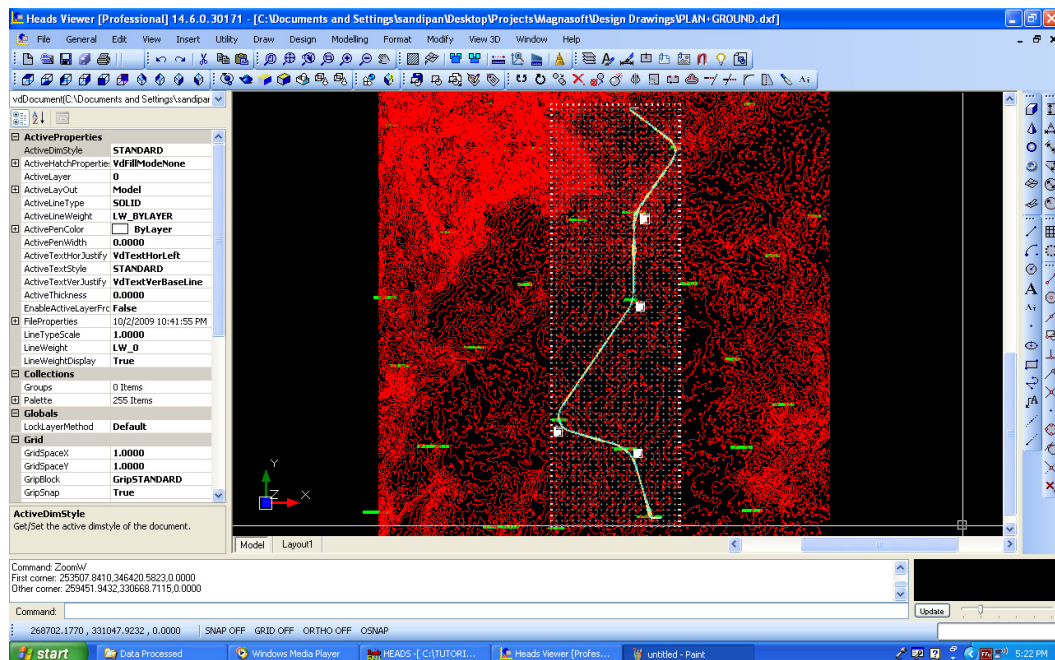 Heads Viewer [Professional] 14.6.0.30171 - [C:\Documents and Settings\sandipan\Desktop\Projects\Magnasoft\Design Drawings\PLAN+GROUND.dxf]
File General Edit View Insert Utility Draw Design Modelling Format Modify View 3D Window Help
vdDocument(C:\Documents and Settings\sandipar
ActiveProperties
ActiveDimStyle STANDARD
ActiveHatchPropertie: VdFillModeNone
ActiveLayer 0
ActiveLayOut Model
ActiveLineType SOLID
ActiveLineWeight LW_BYLAYER
ActivePenColor ByLayer
ActivePenWidth 0.0000
ActiveTextHorJustify VdTextHorLeft
ActiveTextStyle STANDARD
ActiveTextVerJustify VdTextVerBaseLine
ActiveThickness 0.0000
EnableActiveLayerFrc False
FileProperties 10/2/2009 10:41:55 PM
LineTypeScale 1.0000
LineWeight LW_0
LineWeightDisplay True
Collections
Groups 0 Items
Palette 255 Items
Globals
LockLayerMethod Default
Grid
GridSpaceX 1.0000
GridSpaceY 1.0000
GripBlock GripSTANDARD
GripSnap True
Y
Z X
ActiveDimStyle
Get/Set the active dimstyle of the document.
Model Layout1
Command: ZoomW
First corner: 253507.8410,346420.5823,0.0000
Other corner: 259451.9432,330668.7115,0.0000
Command:
Update
268702.1770 , 331047.9232 , 0.0000 SNAP OFF GRID OFF ORTHO OFF OSNAP
start Data Processed Windows Media Player HEADS -[ C:\TUTORI... Heads Viewer [Profes... untitled - Paint 5:22 PM